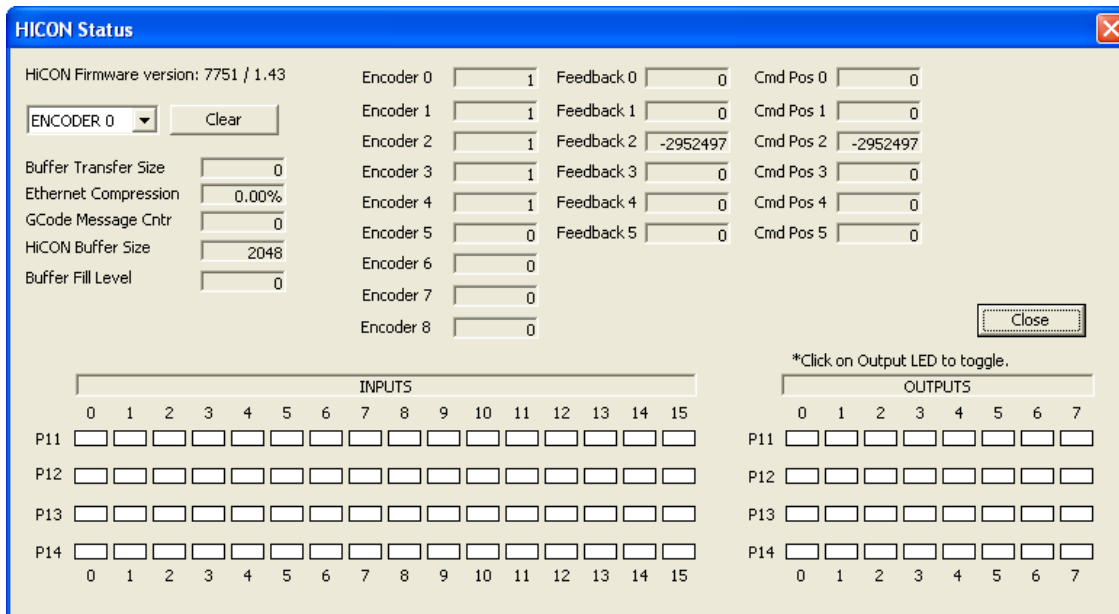 HICON Status
HiCON Firmware version: 7751 / 1.43
ENCODER 0 Clear
Buffer Transfer Size 0
Ethernet Compression 0.00%
GCode Message Cntr 0
HiCON Buffer Size 2048
Buffer Fill Level 0
Encoder 0 1
Encoder 1 1
Encoder 2 1
Encoder 3 1
Encoder 4 1
Encoder 5 0
Encoder 6 0
Encoder 7 0
Encoder 8 0
Feedback 0 0
Feedback 1 0
Feedback 2 -2952497
Feedback 3 0
Feedback 4 0
Feedback 5 0
Cmd Pos 0 0
Cmd Pos 1 0
Cmd Pos 2 -2952497
Cmd Pos 3 0
Cmd Pos 4 0
Cmd Pos 5 0
Close
*Click on Output LED to toggle.
INPUTS
0 1 2 3 4 5 6 7 8 9 10 11 12 13 14 15
P11
P12
P13
P14
0 1 2 3 4 5 6 7 8 9 10 11 12 13 14 15
OUTPUTS
0 1 2 3 4 5 6 7
P11
P12
P13
P14
0 1 2 3 4 5 6 7